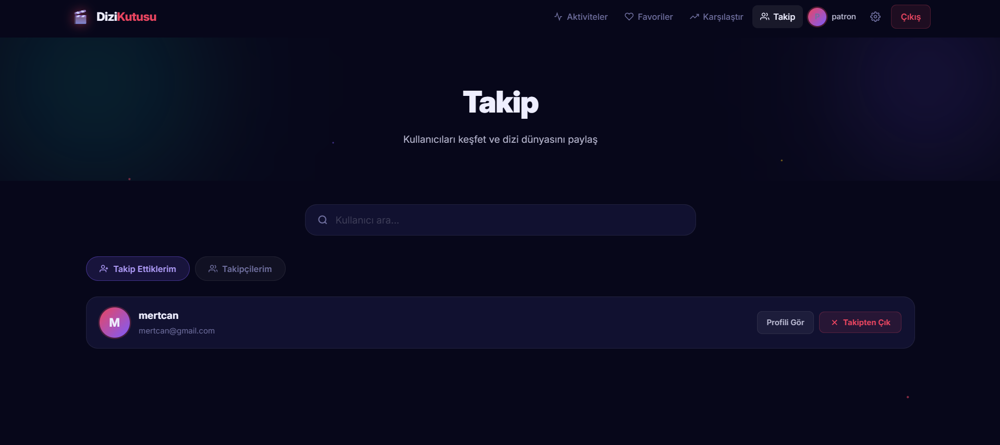 DiziKutusu
Aktiviteler
Favoriler
Karşılaştır
Takip
patron
Çıkış
Takip
Kullanıcıları keşfet ve dizi dünyasını paylaş
Kullanıcı ara...
Takip Ettiklerim
Takipçilerim
M
mertcan
mertcan@gmail.com
Profili Gör
Takipten Çık